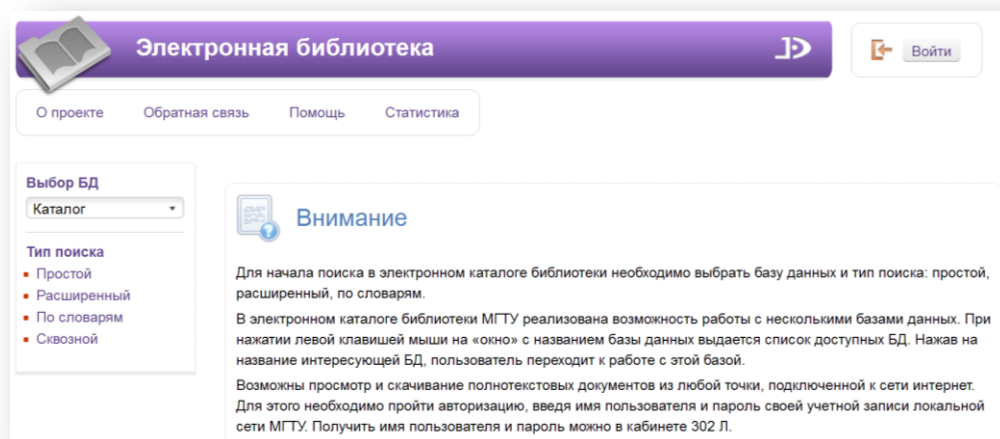 Электронная библиотека
Войти
О проекте Обратная связь Помощь Статистика
Выбор БД
Каталог
Тип поиска
Простой
Расширенный
По словарям
Сквозной
Внимание
Для начала поиска в электронном каталоге библиотеки необходимо выбрать базу данных и тип поиска: простой,
расширенный, по словарям.
В электронном каталоге библиотеки МГТУ реализована возможность работы с несколькими базами данных. При
нажатии левой клавишей мыши на «окно» с названием базы данных выдается список доступных БД. Нажав на
название интересующей БД, пользователь переходит к работе с этой базой.
Возможны просмотр и скачивание полнотекстовых документов из любой точки, подключенной к сети интернет.
Для этого необходимо пройти авторизацию, введя имя пользователя и пароль своей учетной записи локальной
сети МГТУ. Получить имя пользователя и пароль можно в кабинете 302 Л.